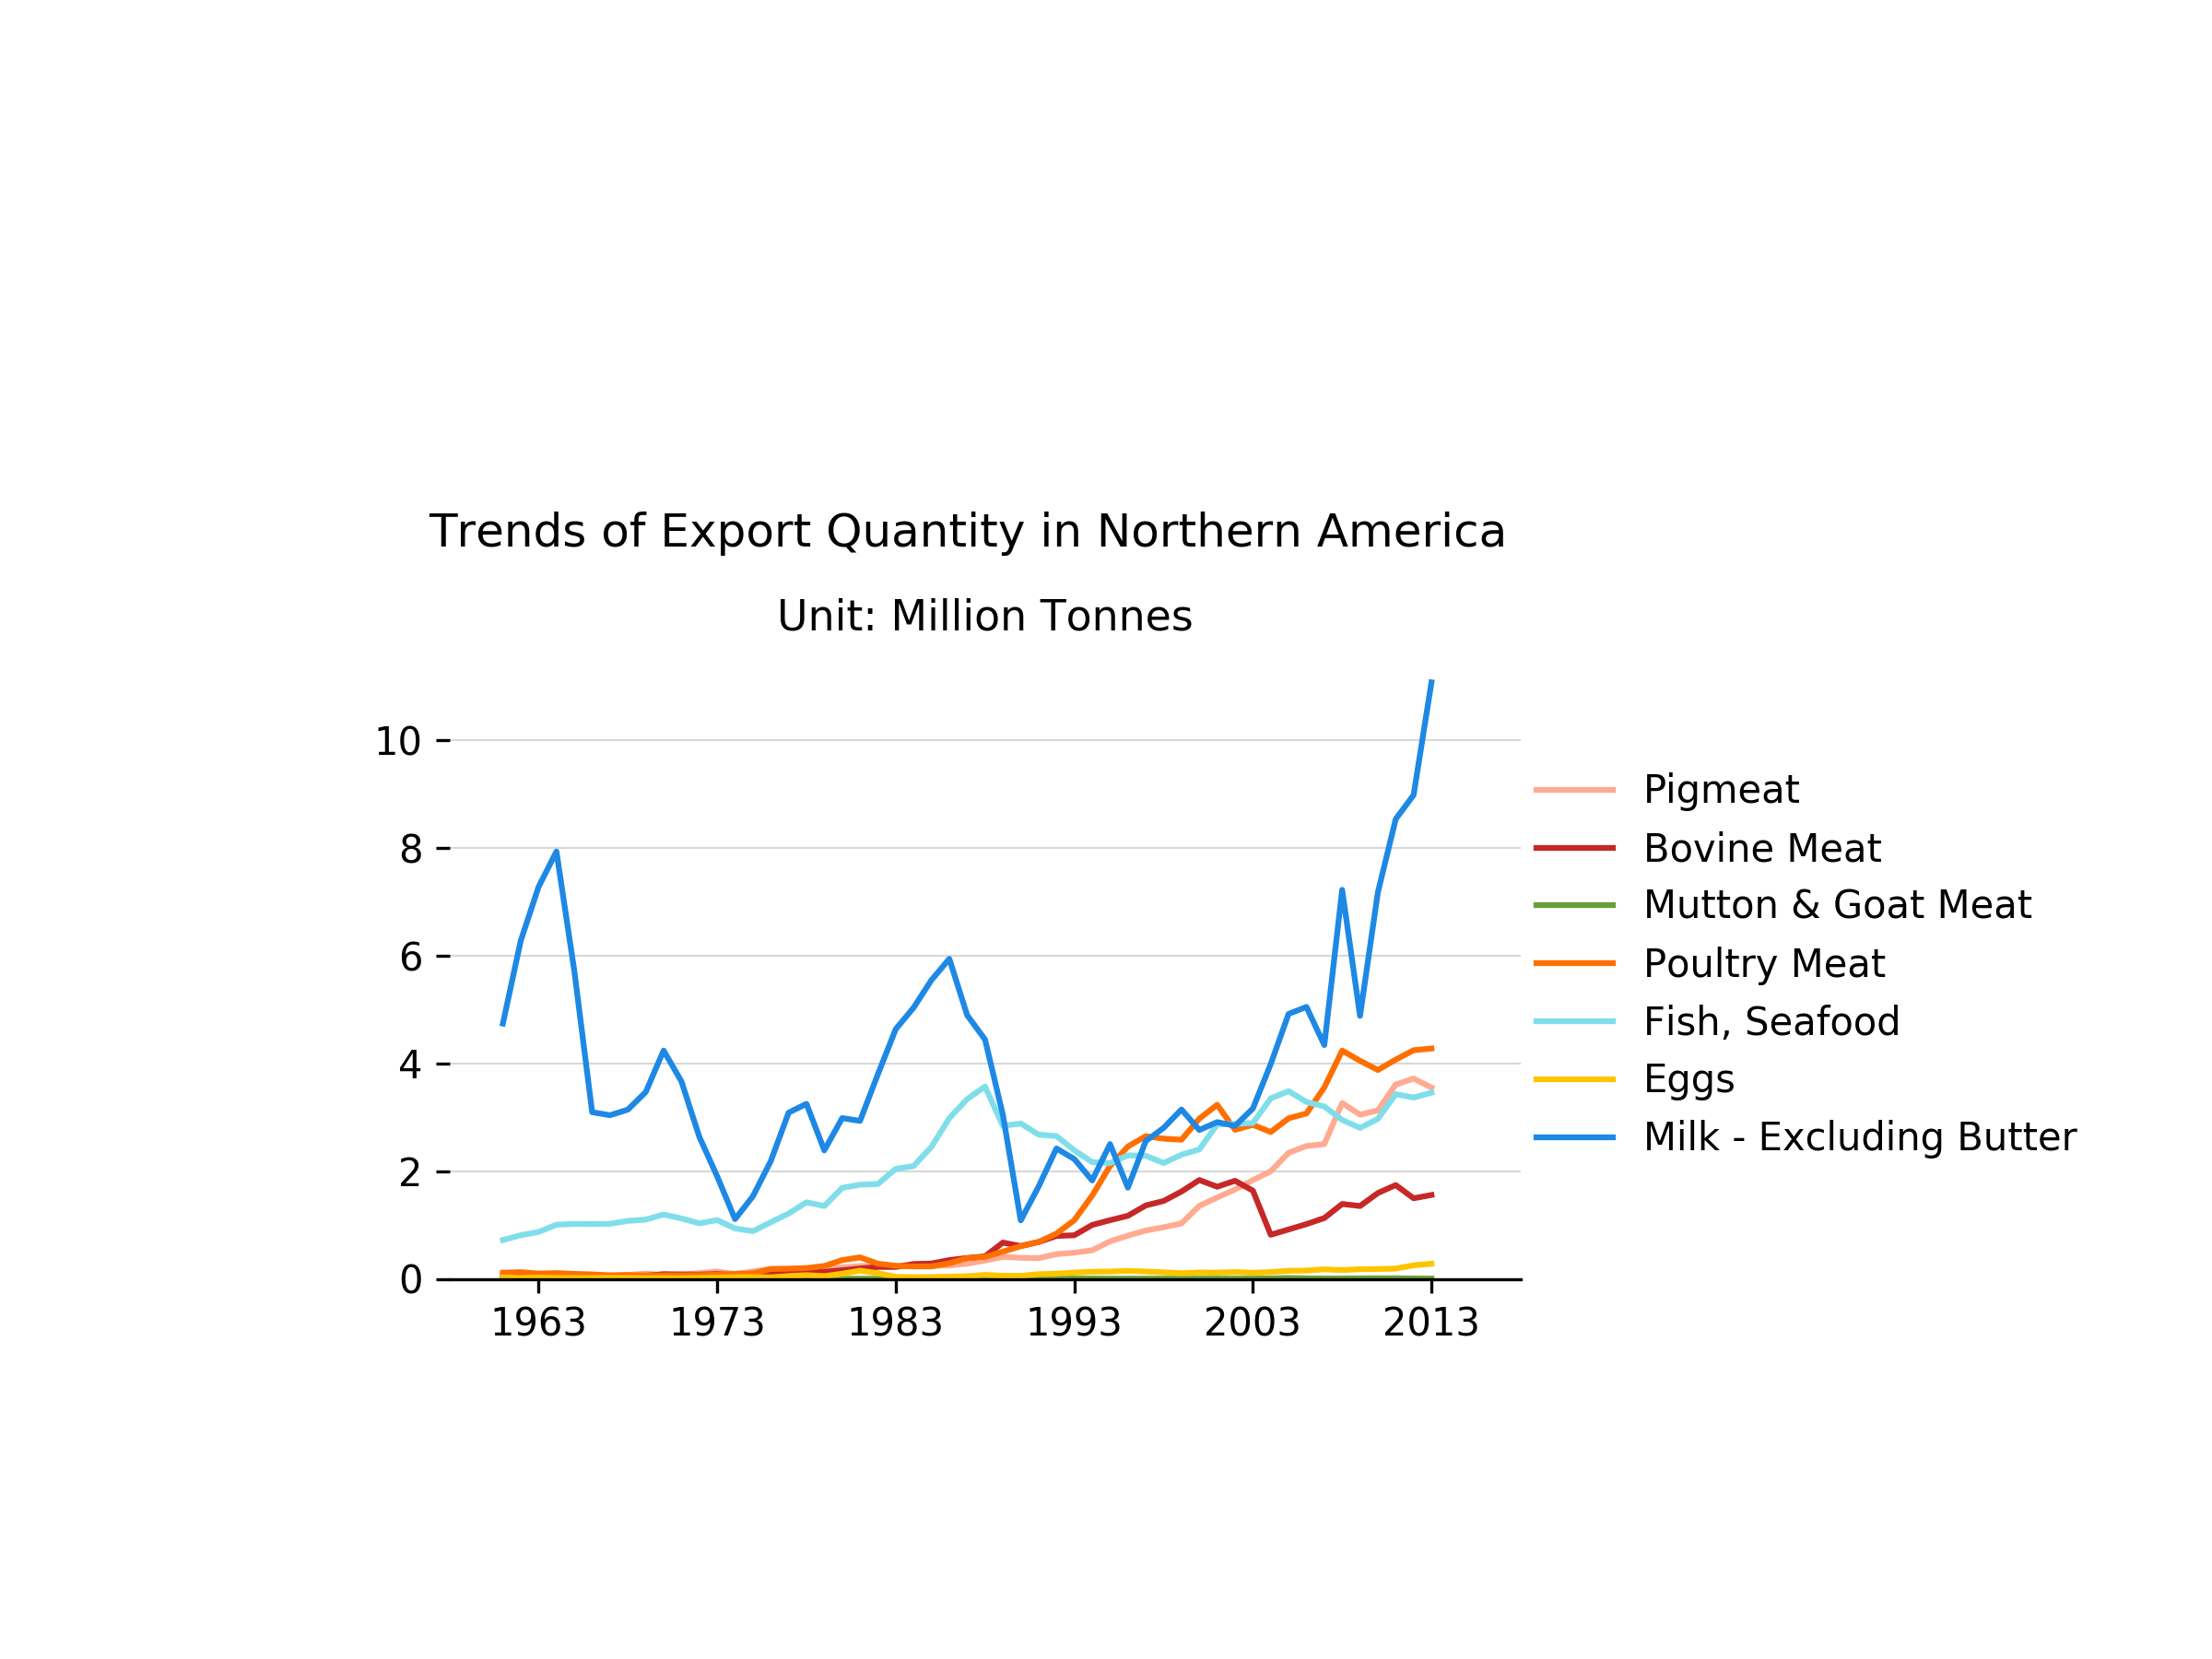 Trends of Export Quantity in Northern America
Unit: Million Tonnes
10
8
6
4
2
0
1963 1973 1983 1993 2003 2013
Pigmeat
Bovine Meat
Mutton & Goat Meat
Poultry Meat
Fish, Seafood
Eggs
Milk - Excluding Butter